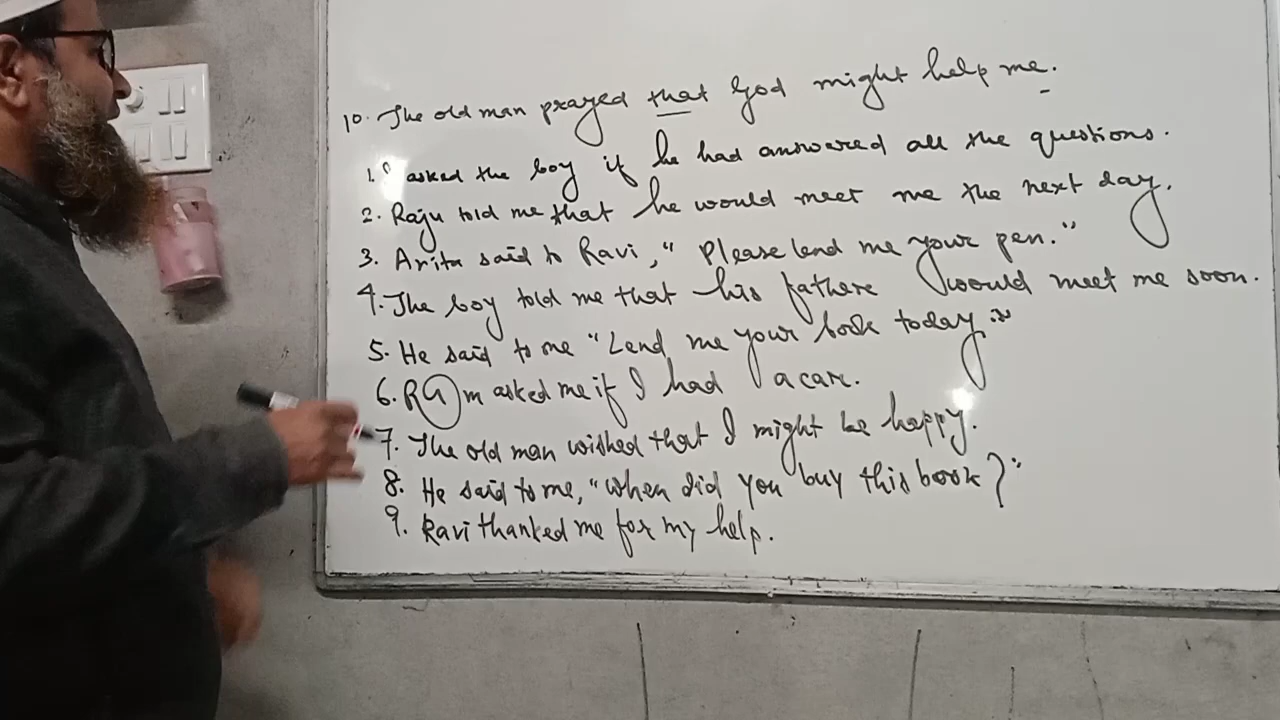 10. The old man prayed that God might help me.
1. I asked the boy if he had answered all the questions.
2. Raju told me that he would meet me the next day.
3. Arita said to Ravi, "Please lend me your pen."
4. The boy told me that his fathere would meet me soon.
5. He said to me "Lend me your book today."
6. Ram asked me if I had a car.
7. The old man wished that I might be happy.
8. He said to me, "when did you buy this book?"
9. Ravi thanked me for my help.